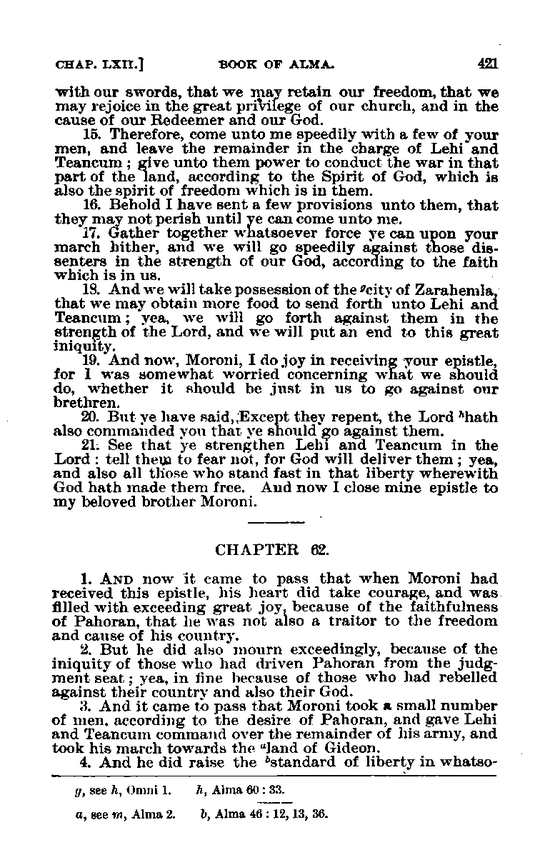 CHAP. LXII.] BOOK OF ALMA. 421
with our swords, that we may retain our freedom, that we
may rejoice in the great privilege of our church, and in the
cause of our Redeemer and our God.
15. Therefore, come unto me speedily with a few of your
men, and leave the remainder in the charge of Lehi and
Teancum ; give unto them power to conduct the war in that
part of the land, according to the Spirit of God, which is
also the spirit of freedom which is in them.
16. Behold I have sent a few provisions unto them, that
they may not perish until ye can come unto me.
17. Gather together whatsoever force ye can upon your
march hither, and we will go speedily against those dis-
senters in the strength of our God, according to the faith
which is in us.
18. And we will take possession of the ᵍcity of Zarahemla,
that we may obtain more food to send forth unto Lehi and
Teancum ; yea, we will go forth against them in the
strength of the Lord, and we will put an end to this great
iniquity.
19. And now, Moroni, I do joy in receiving your epistle,
for I was somewhat worried concerning what we should
do, whether it should be just in us to go against our
brethren.
20. But ye have said, Except they repent, the Lord ʰhath
also commanded you that ye should go against them.
21. See that ye strengthen Lehi and Teancum in the
Lord : tell them to fear not, for God will deliver them ; yea,
and also all those who stand fast in that liberty wherewith
God hath made them free. And now I close mine epistle to
my beloved brother Moroni.
CHAPTER 62.
1. AND now it came to pass that when Moroni had
received this epistle, his heart did take courage, and was
filled with exceeding great joy, because of the faithfulness
of Pahoran, that he was not also a traitor to the freedom
and cause of his country.
2. But he did also mourn exceedingly, because of the
iniquity of those who had driven Pahoran from the judg-
ment seat ; yea, in fine because of those who had rebelled
against their country and also their God.
3. And it came to pass that Moroni took a small number
of men, according to the desire of Pahoran, and gave Lehi
and Teancum command over the remainder of his army, and
took his march towards the ᵃland of Gideon.
4. And he did raise the ᵇstandard of liberty in whatso-
g, see h, Omni 1. h, Alma 60 : 33.
a, see m, Alma 2. b, Alma 46 : 12, 13, 36.